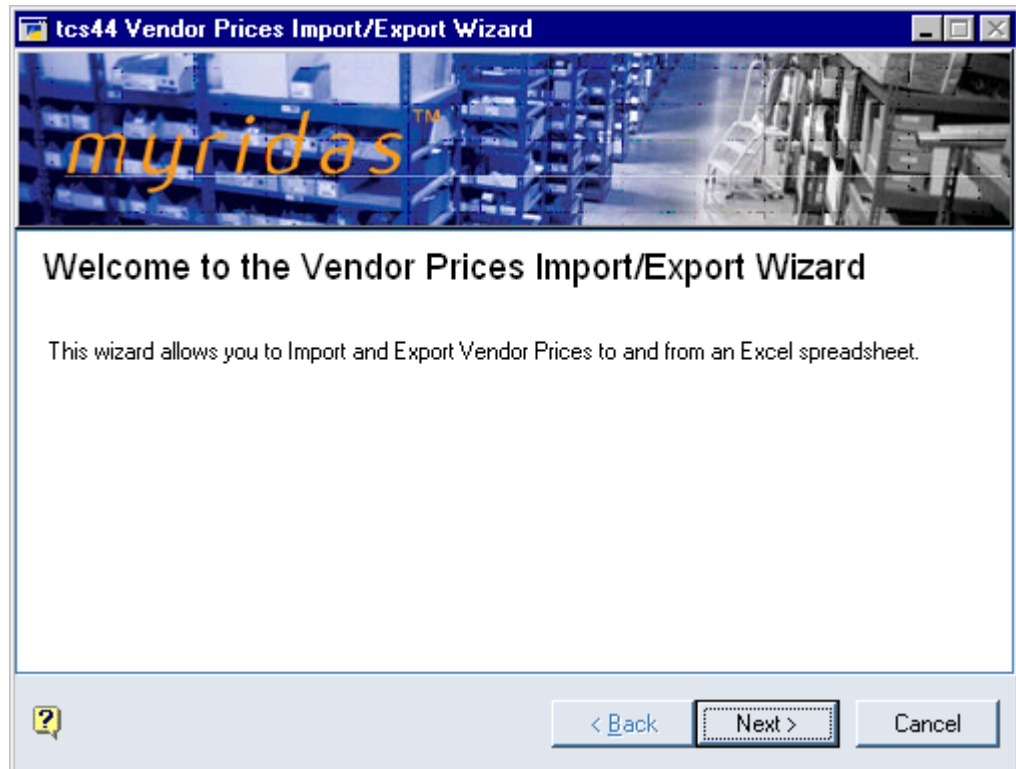 tcs44 Vendor Prices Import/Export Wizard
myridas™
Welcome to the Vendor Prices Import/Export Wizard
This wizard allows you to Import and Export Vendor Prices to and from an Excel spreadsheet.
? < Back Next > Cancel